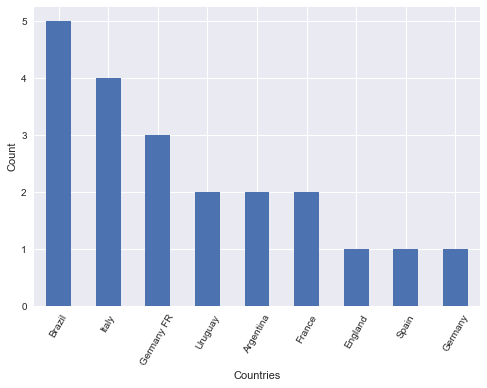 5
4
3
2
1
0
Count
Brazil
Italy
Germany FR
Uruguay
Argentina
France
England
Spain
Germany
Countries